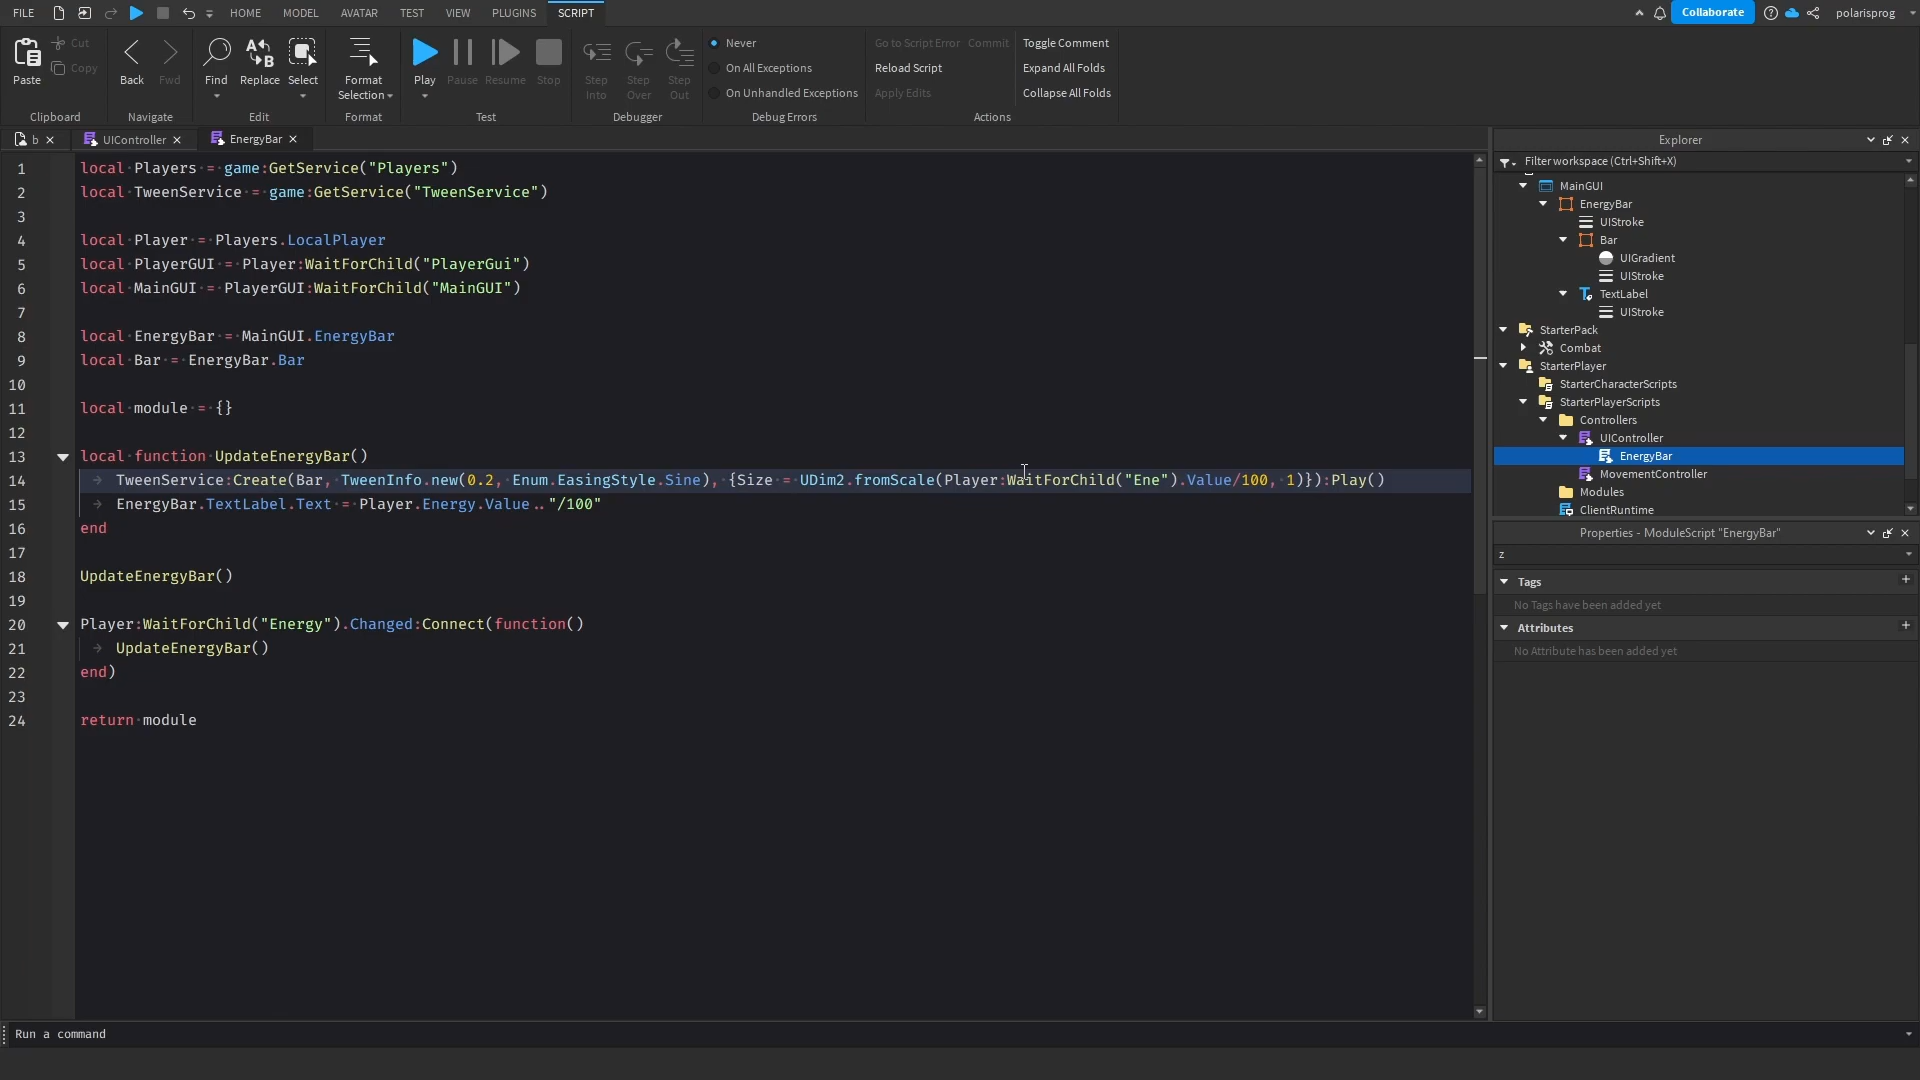 FILE HOME MODEL AVATAR TEST VIEW PLUGINS SCRIPT Collaborate polarisprog
Paste Cut Copy Back Fwd Find Replace Select Format Selection Play Pause Resume Stop Step Into Step Over Step Out
Never Go to Script Error Commit Toggle Comment
On All Exceptions Reload Script Expand All Folds
On Unhandled Exceptions Apply Edits Collapse All Folds
Clipboard Navigate Edit Format Test Debugger Debug Errors Actions
b UIController EnergyBar
1 local Players = game:GetService("Players")
2 local TweenService = game:GetService("TweenService")
3
4 local Player = Players.LocalPlayer
5 local PlayerGUI = Player:WaitForChild("PlayerGui")
6 local MainGUI = PlayerGUI:WaitForChild("MainGUI")
7
8 local EnergyBar = MainGUI.EnergyBar
9 local Bar = EnergyBar.Bar
10
11 local module = {}
12
13 local function UpdateEnergyBar()
14 TweenService:Create(Bar, TweenInfo.new(0.2, Enum.EasingStyle.Sine), {Size = UDim2.fromScale(Player:WaitForChild("Ene").Value/100, 1)}):Play()
15 EnergyBar.TextLabel.Text = Player.Energy.Value.."/100"
16 end
17
18 UpdateEnergyBar()
19
20 Player:WaitForChild("Energy").Changed:Connect(function()
21 UpdateEnergyBar()
22 end)
23
24 return module
Explorer
Filter workspace (Ctrl+Shift+X)
MainGUI
EnergyBar
UIStroke
Bar
UIGradient
UIStroke
TextLabel
UIStroke
StarterPack
Combat
StarterPlayer
StarterCharacterScripts
StarterPlayerScripts
Controllers
UIController
EnergyBar
MovementController
Modules
ClientRuntime
Properties - ModuleScript "EnergyBar"
z
Tags
No Tags have been added yet
Attributes
No Attribute has been added yet
Run a command